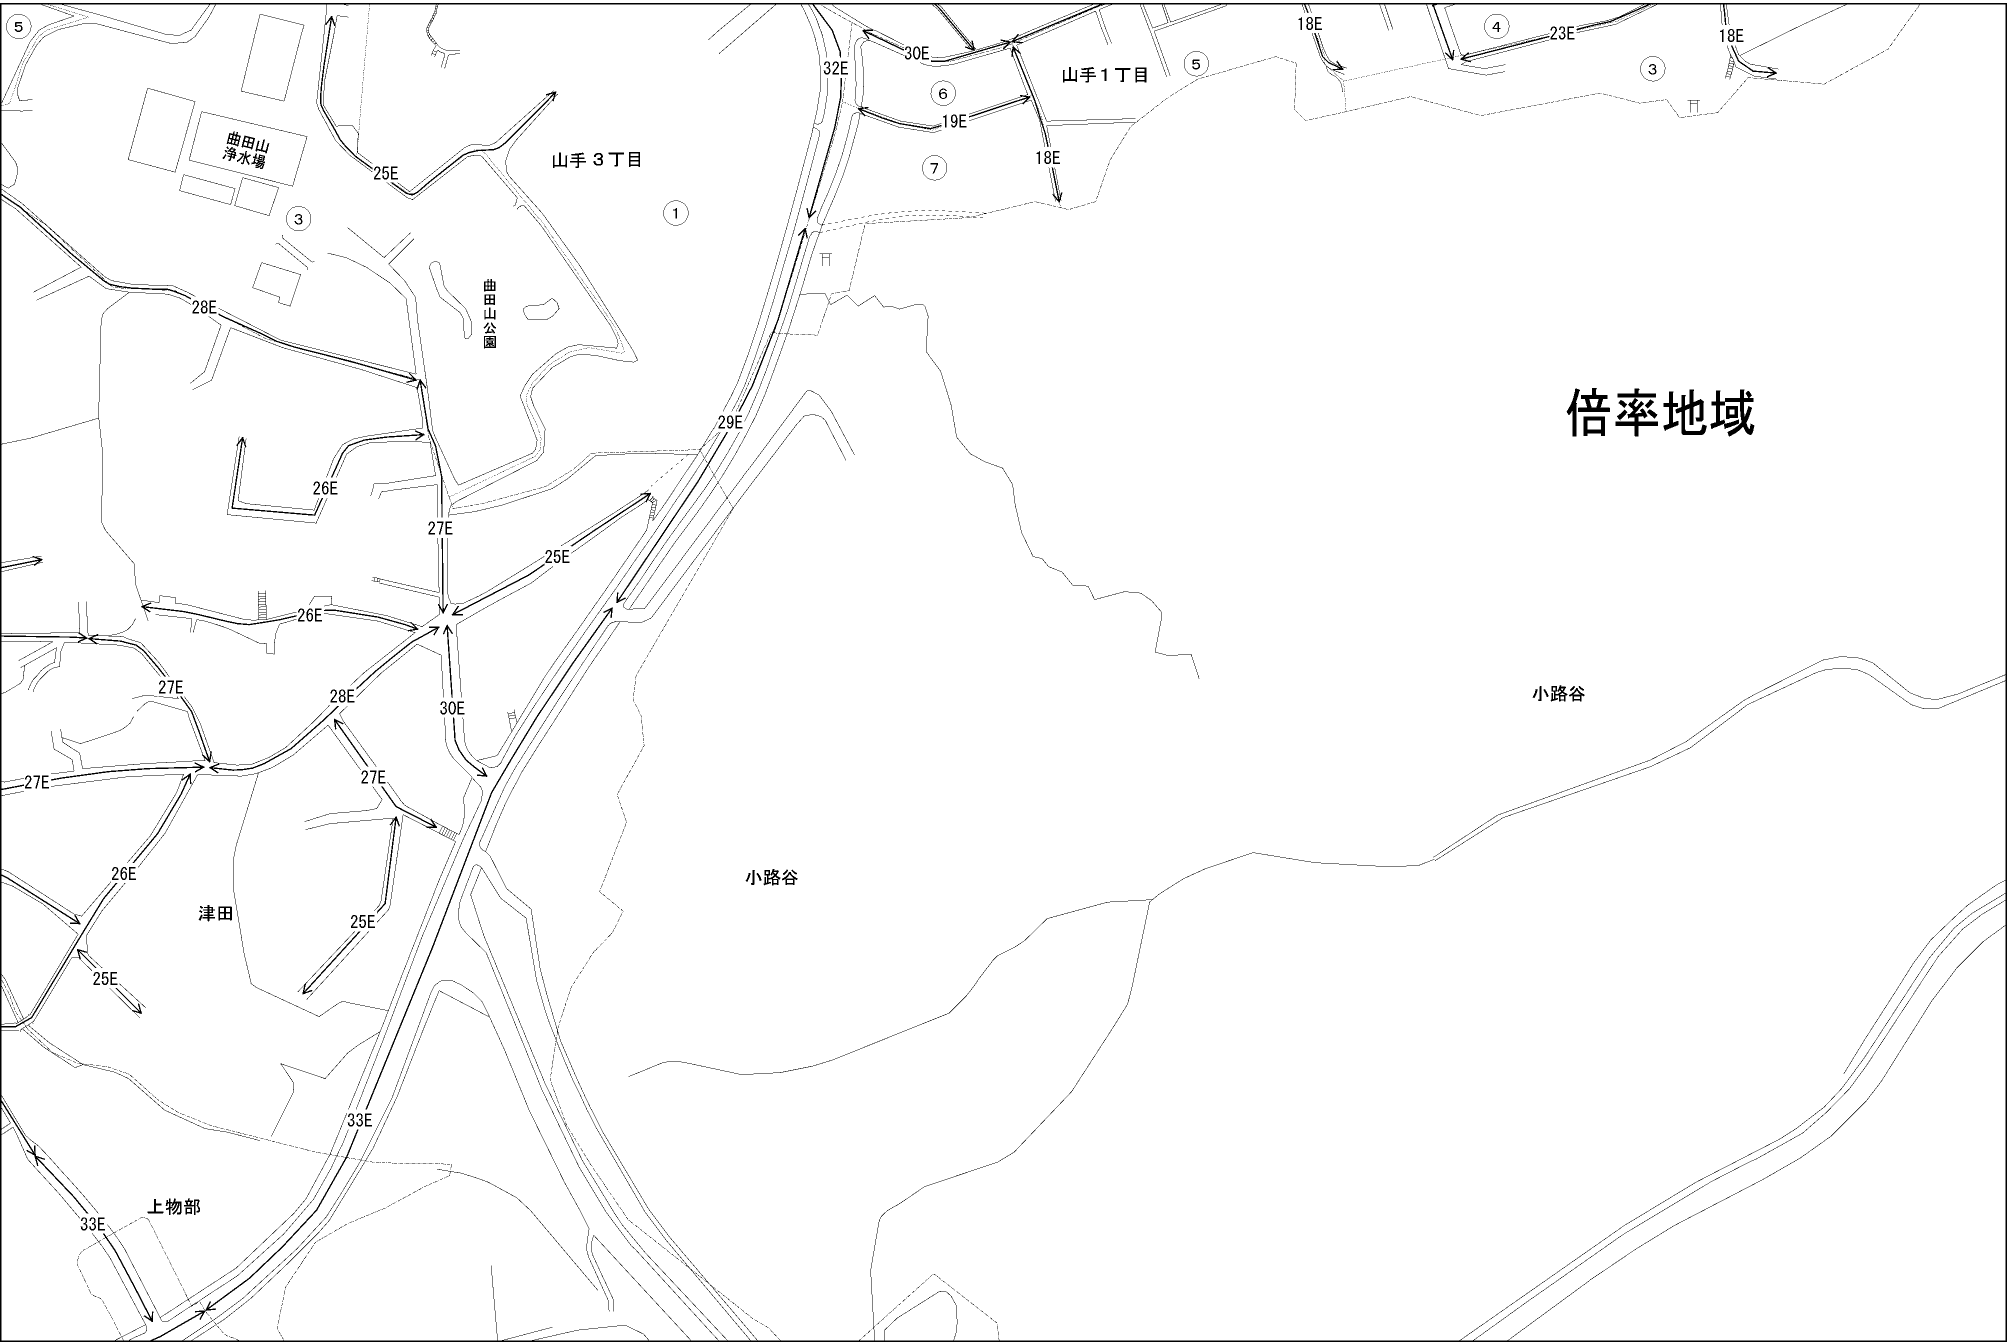 ⑤
18E
④
23E
18E
30E
32E
③
山手1丁目
⑤
⑥
19E
曲田山
浄水場
山手3丁目
18E
⑦
25E
①
③
28E
曲田山公園
倍率地域
29E
26E
27E
25E
26E
27E
28E
30E
小路谷
27E
27E
26E
小路谷
津田
25E
25E
33E
上物部
33E